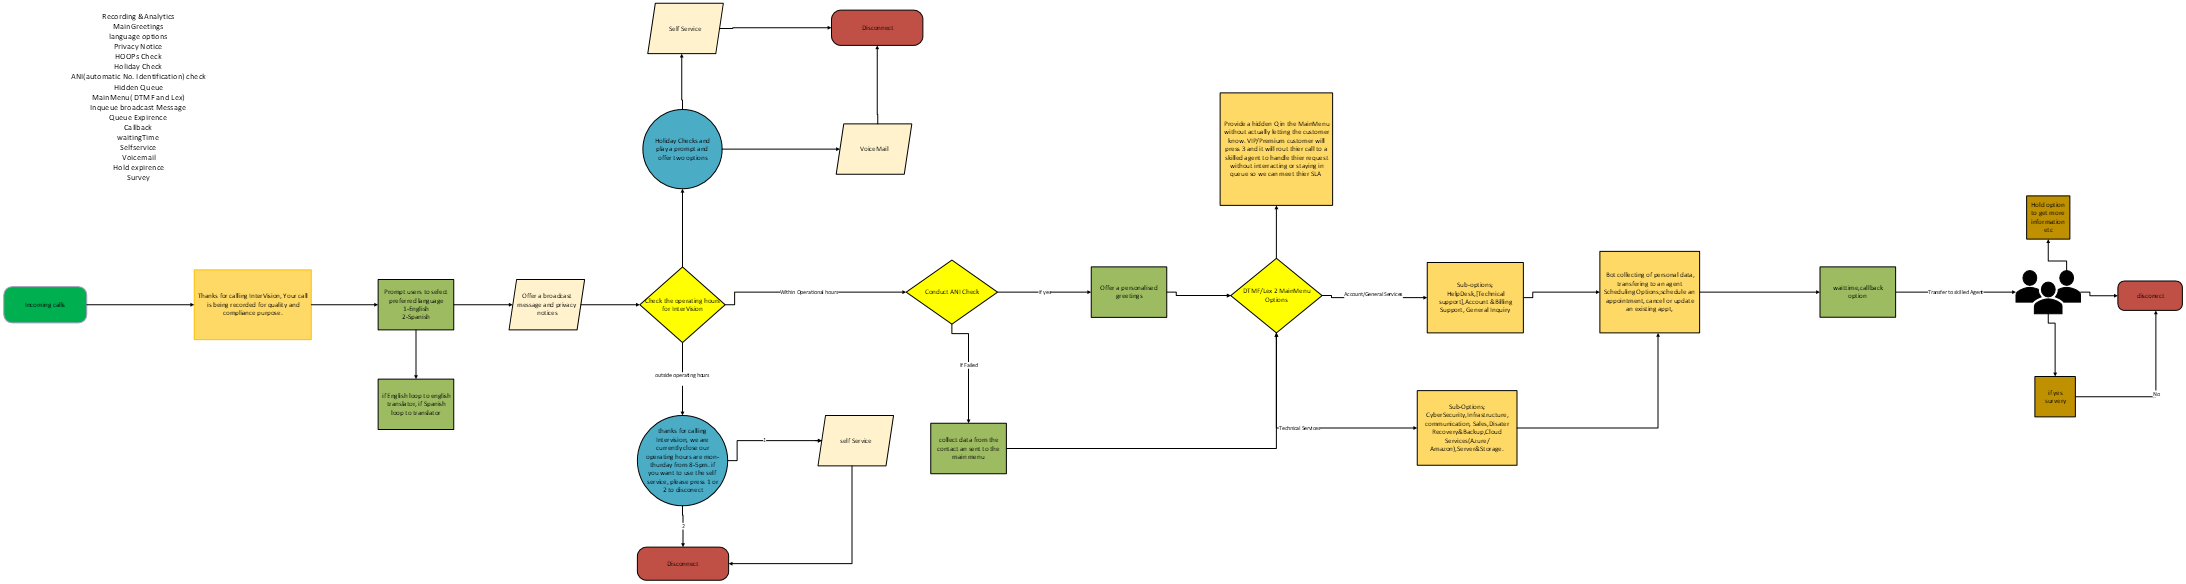 Recording & Analytics
MainGreetings
language options
Privacy Notice
HOOPs Check
Holiday Check
ANI(automatic No. Identification) check
Hidden Queue
MainMenu( DTMF and Lex)
Inqueue broadcast Message
Queue Expirence
Callback
waitingTime
Selfservice
Voicemail
Hold expirence
Survey
Self Service
Disconnect
Holiday Checks and
play a prompt and
offer two options
Voice Mail
Provide a hidden Q in the MainMenu
without actually letting the customer
know. VIP/Premium customer will
press 3 and it will rout thier call to a
skilled agent to handle thier request
without interracting or staying in
queue so we can meet thier SLA
Incoming calls
Thanks for calling InterVision, Your call
is being recorded for quality and
compliance purpose.
Prompt users to select
preferred language
1-English
2-Spanish
if English loop to english
translator, if Spanish
loop to translator
Offer a broadcast
message and privacy
notices
Check the operating hours
for InterVision
Within Operational hours
Conduct ANI Check
If yes
Offer a personalised
greetings
If Failed
collect data from the
contact an sent to the
main menu
DTMF/Lex 2 MainMenu
Options
Account/General Services
Sub-options;
HelpDesk,[Technical
support],Account &Billing
Support, General Inquiry
Technical Services
Sub-Options;
CyberSecurity,Infrastructure,
communication, Sales,Disater
Recovery&Backup,Cloud
Services(Azure/
Amazon),Server&Storage.
Bot collecting of personal data,
transfering to an agent
Scheduling Options;schedule an
appointment, cancel or update
an existing appt,
waittime,callback
option
Transfer to skilled Agent
Hold option
to get more
information
etc
disconect
if yes
survery
No
outside operating hours
thanks for calling
Intervision, we are
currently close our
operating hours are mon-
thurday from 8-5pm. if
you want to use the self
service, please press 1 or
2 to disconect
1
self Service
2
Disconnect